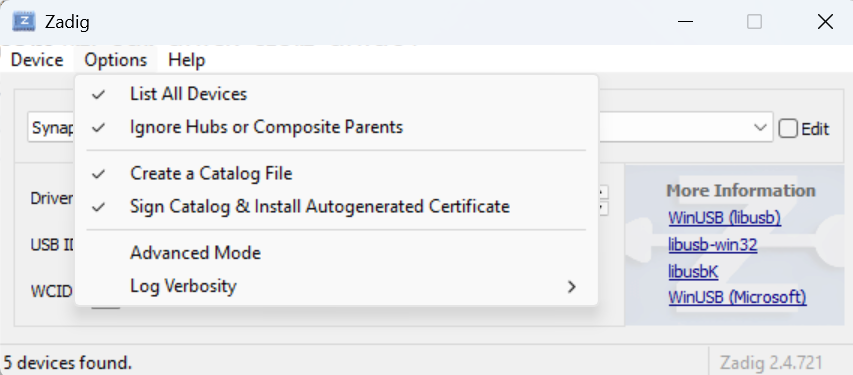 Zadig
Device Options Help
List All Devices
Ignore Hubs or Composite Parents
Edit
Create a Catalog File
Sign Catalog & Install Autogenerated Certificate
Advanced Mode
Log Verbosity
Driver
USB
WCID
More Information
WinUSB (libusb)
libusb-win32
libusbK
WinUSB (Microsoft)
5 devices found.
Zadig 2.4.721